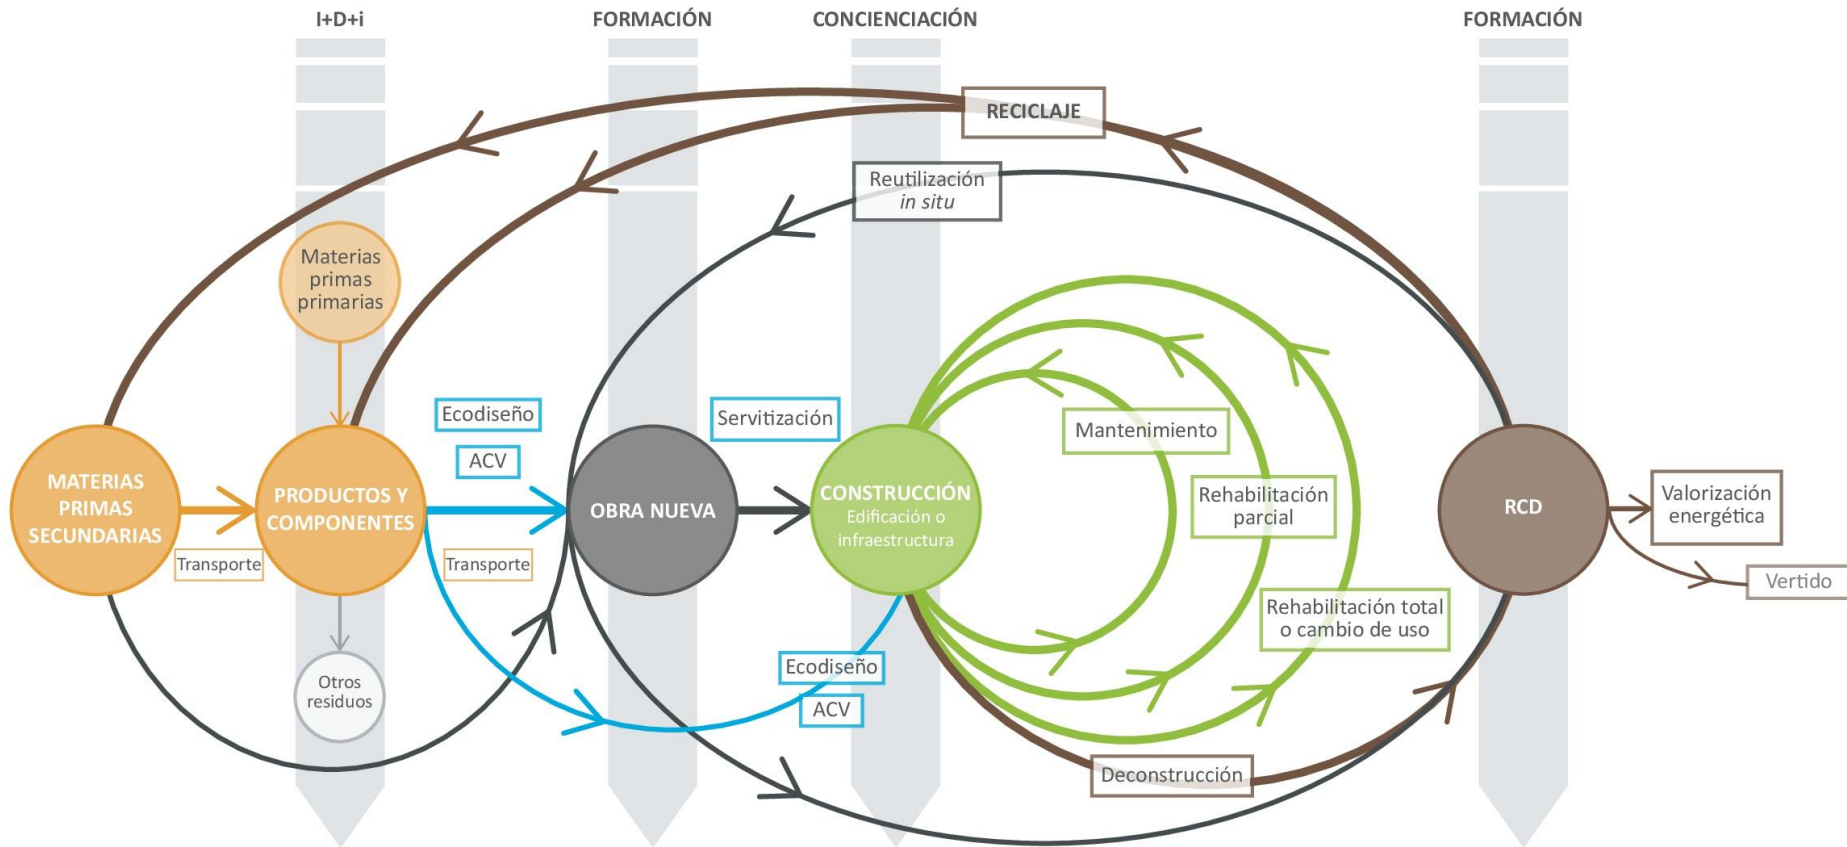 I+D+i
FORMACIÓN
CONCIENCIACIÓN
FORMACIÓN
RECICLAJE
Reutilización
in situ
Materias
primas
primarias
Ecodiseño
ACV
Servitización
Mantenimiento
MATERIAS
PRIMAS
SECUNDARIAS
PRODUCTOS Y
COMPONENTES
OBRA NUEVA
CONSTRUCCIÓN
Edificación o
infraestructura
Rehabilitación
parcial
RCD
Valorización
energética
Transporte
Transporte
Vertido
Rehabilitación total
o cambio de uso
Otros
residuos
Ecodiseño
ACV
Deconstrucción